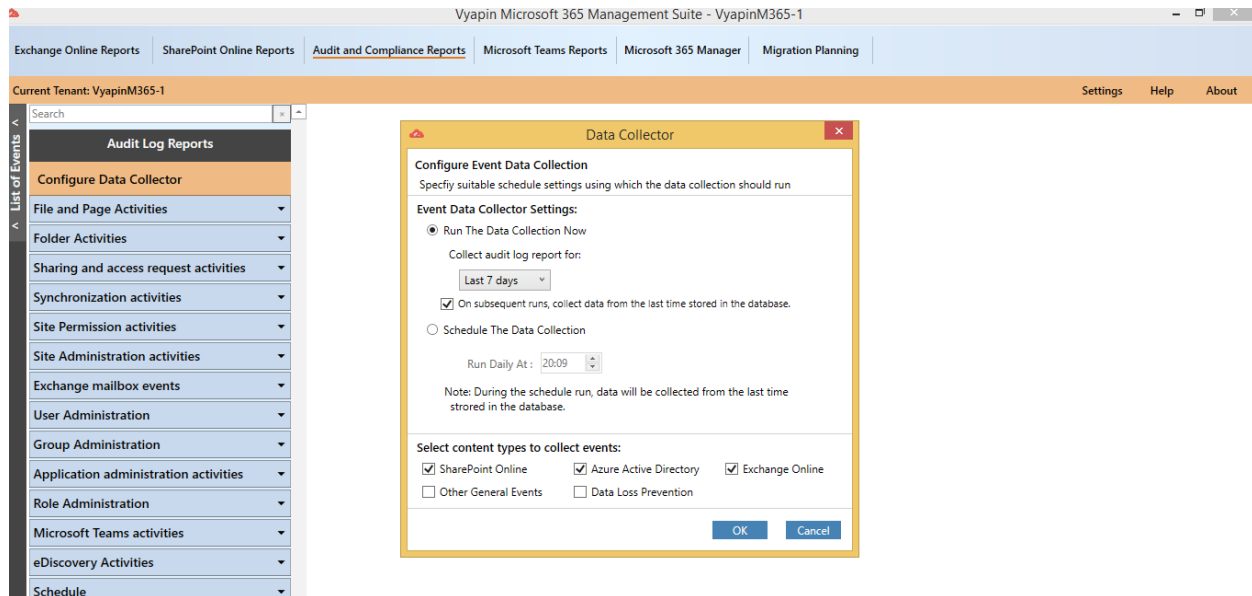 Vyapin Microsoft 365 Management Suite - VyapinM365-1
Exchange Online Reports SharePoint Online Reports Audit and Compliance Reports Microsoft Teams Reports Microsoft 365 Manager Migration Planning
Current Tenant: VyapinM365-1 Settings Help About
< List of Events <
Search
Audit Log Reports
Configure Data Collector
File and Page Activities
Folder Activities
Sharing and access request activities
Synchronization activities
Site Permission activities
Site Administration activities
Exchange mailbox events
User Administration
Group Administration
Application administration activities
Role Administration
Microsoft Teams activities
eDiscovery Activities
Schedule
Data Collector
Configure Event Data Collection
Specfiy suitable schedule settings using which the data collection should run
Event Data Collector Settings:
Run The Data Collection Now
Collect audit log report for:
Last 7 days
On subsequent runs, collect data from the last time stored in the database.
Schedule The Data Collection
Run Daily At : 20:09
Note: During the schedule run, data will be collected from the last time
strored in the database.
Select content types to collect events:
SharePoint Online Azure Active Directory Exchange Online
Other General Events Data Loss Prevention
OK Cancel